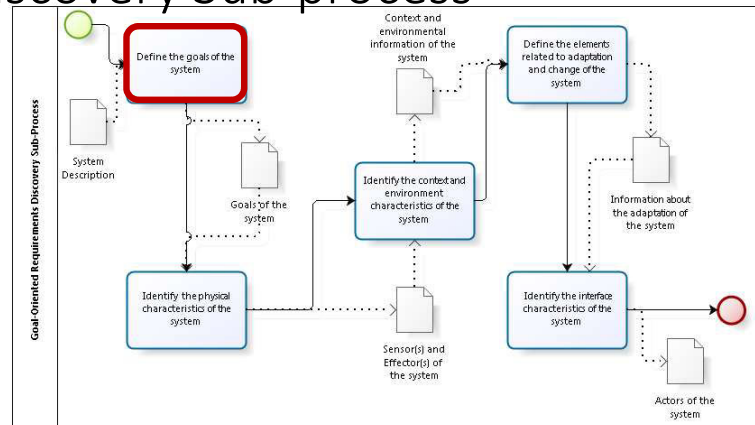 scovery Sub-process
Goal-Oriented Requirements Discovery Sub-Process
Define the goals of the
system
System
Description
Goals of the
system
Identify the physical
characteristics of the
system
Context and
environmental
information of the
system
Identify the context and
environment
characteristics of the
system
Sensor(s) and
Effector(s) of
the system
Define the elements
related to adaptation
and change of the
system
Information about
the adaptation of
the system
Identify the interface
characteristics of the
system
Actors of the
system